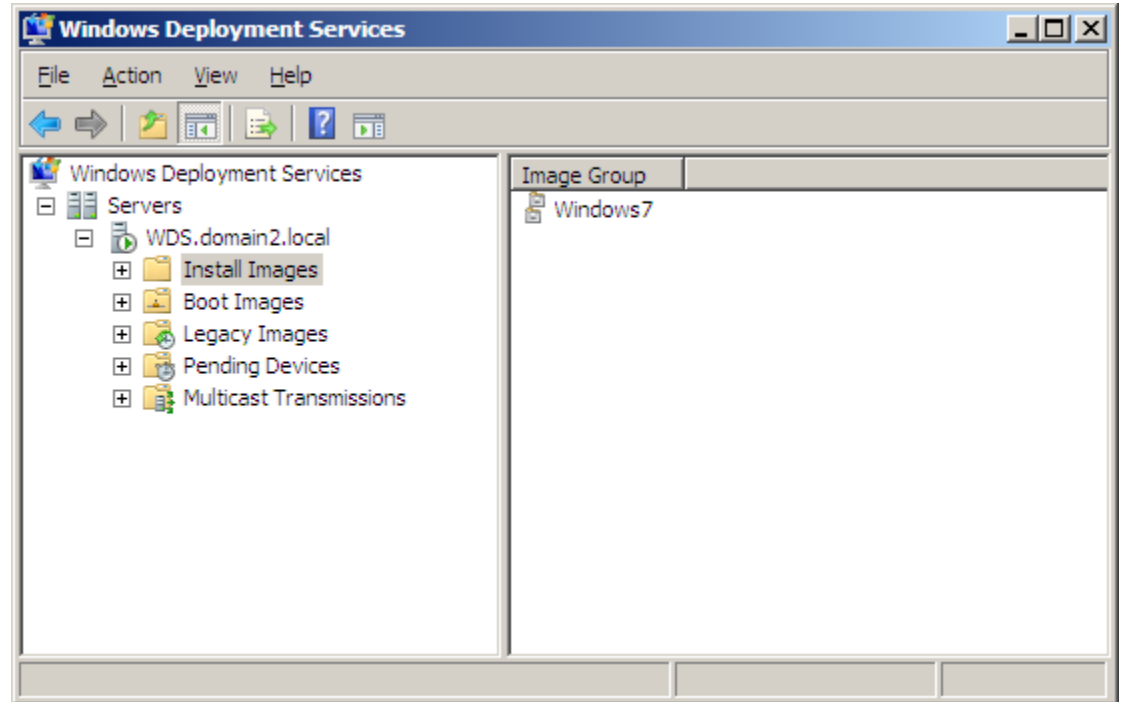 Windows Deployment Services
File Action View Help
?
Windows Deployment Services
Servers
WDS.domain2.local
Install Images
Boot Images
Legacy Images
Pending Devices
Multicast Transmissions
Image Group
Windows7